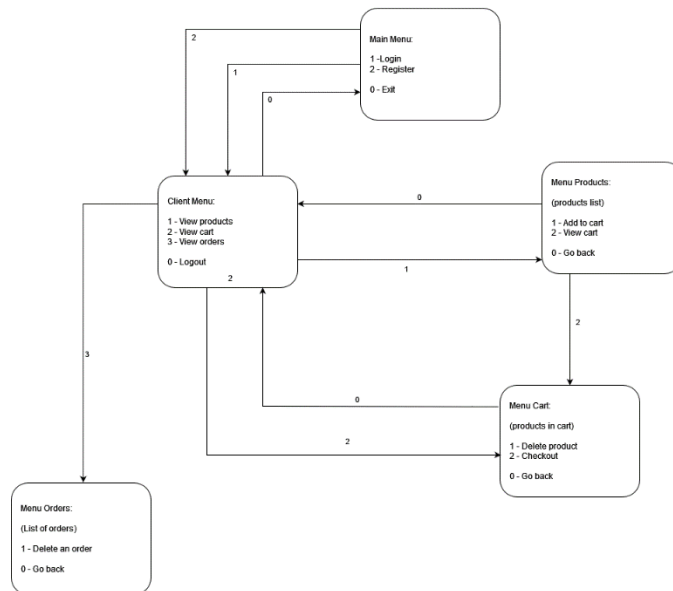 2
Main Menu:
1 -Login
2 - Register
0 - Exit
1
0
Client Menu:
1 - View products
2 - View cart
3 - View orders
0 - Logout
2
0
Menu Products:
(products list)
1 - Add to cart
2 - View cart
0 - Go back
1
2
3
0
Menu Cart:
(products in cart)
1 - Delete product
2 - Checkout
0 - Go back
2
Menu Orders:
(List of orders)
1 - Delete an order
0 - Go back